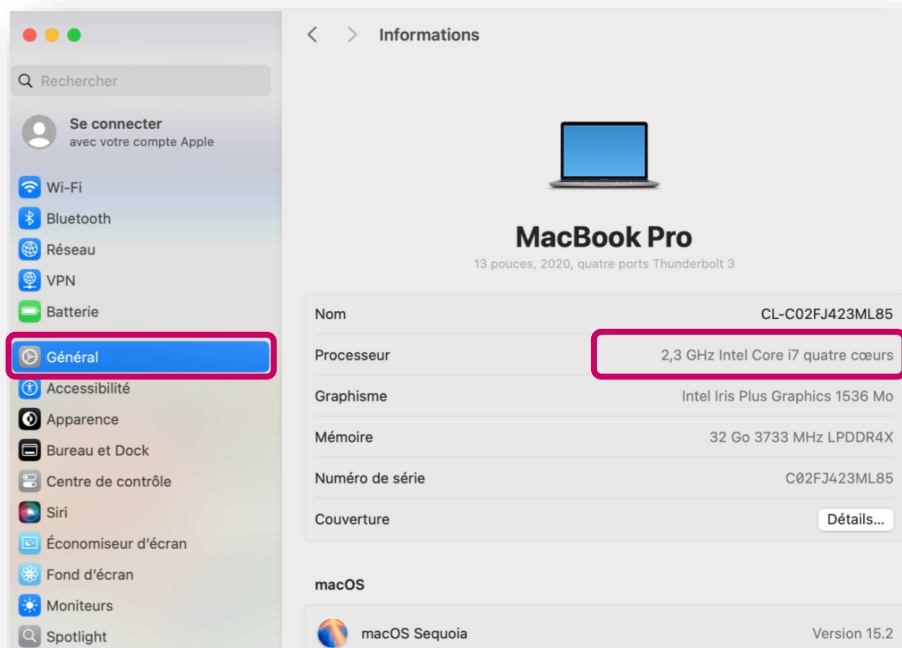 Informations
Rechercher
Se connecter
avec votre compte Apple
Wi-Fi
Bluetooth
Réseau
VPN
Batterie
Général
Accessibilité
Apparence
Bureau et Dock
Centre de contrôle
Siri
Économiseur d'écran
Fond d'écran
Moniteurs
Spotlight
MacBook Pro
13 pouces, 2020, quatre ports Thunderbolt 3
Nom CL-C02FJ423ML85
Processeur 2,3 GHz Intel Core i7 quatre cœurs
Graphisme Intel Iris Plus Graphics 1536 Mo
Mémoire 32 Go 3733 MHz LPDDR4X
Numéro de série C02FJ423ML85
Couverture Détails...
macOS
macOS Sequoia Version 15.2